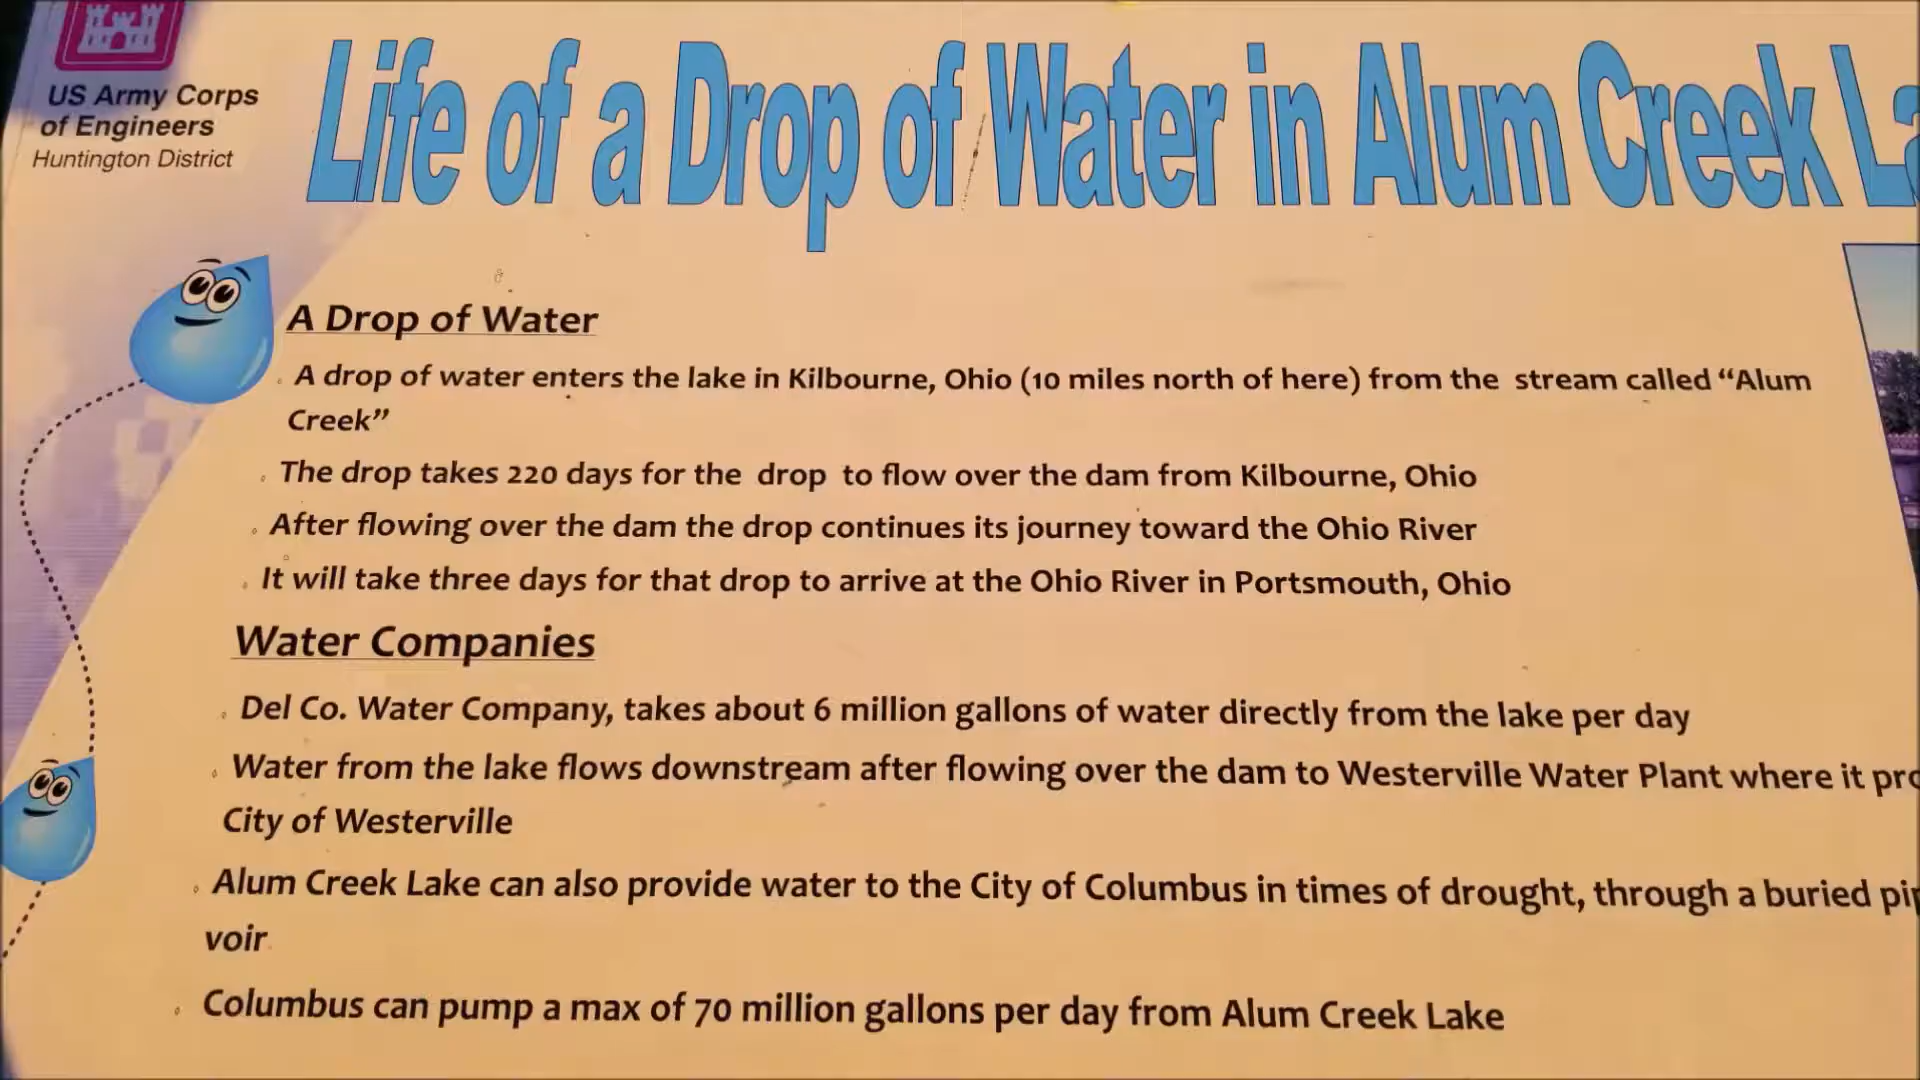 US Army Corps
of Engineers
Huntington District
Life of a Drop of Water in Alum Creek
A Drop of Water
A drop of water enters the lake in Kilbourne, Ohio (10 miles north of here) from the stream called “Alum
Creek”
The drop takes 220 days for the drop to flow over the dam from Kilbourne, Ohio
After flowing over the dam the drop continues its journey toward the Ohio River
It will take three days for that drop to arrive at the Ohio River in Portsmouth, Ohio
Water Companies
Del Co. Water Company, takes about 6 million gallons of water directly from the lake per day
Water from the lake flows downstream after flowing over the dam to Westerville Water Plant where it
City of Westerville
Alum Creek Lake can also provide water to the City of Columbus in times of drought, through a buried
voir
Columbus can pump a max of 70 million gallons per day from Alum Creek Lake